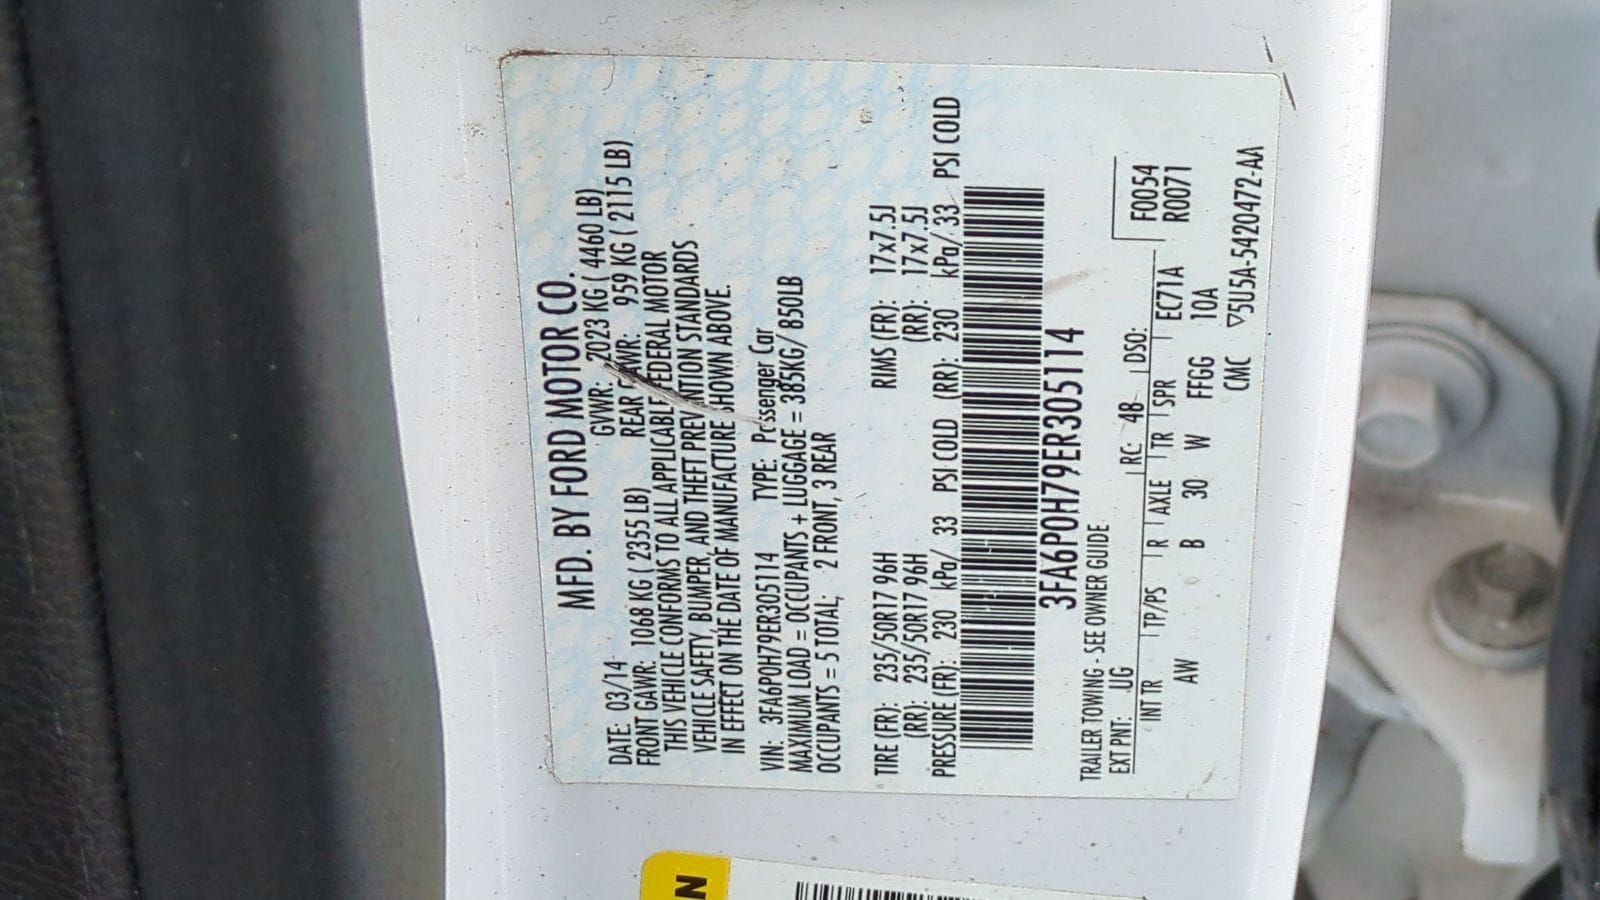 MFD. BY FORD MOTOR CO.
DATE: 03/14 GVWR: 2023 KG ( 4460 LB)
FRONT GAWR: 1068 KG ( 2355 LB) REAR GAWR: 959 KG ( 2115 LB)
THIS VEHICLE CONFORMS TO ALL APPLICABLE FEDERAL MOTOR
VEHICLE SAFETY, BUMPER, AND THEFT PREVENTION STANDARDS
IN EFFECT ON THE DATE OF MANUFACTURE SHOWN ABOVE.
VIN: 3FA6P0H79ER305114 TYPE: Passenger Car
MAXIMUM LOAD = OCCUPANTS + LUGGAGE = 385KG/ 850LB
OCCUPANTS = 5 TOTAL, 2 FRONT, 3 REAR
TIRE (FR): 235/50R17 96H RIMS (FR): 17x7.5J
(RR): 235/50R17 96H (RR): 17x7.5J
PRESSURE (FR): 230 kPa/ 33 PSI COLD (RR): 230 kPa/ 33 PSI COLD
3FA6P0H79ER305114
TRAILER TOWING - SEE OWNER GUIDE
EXT PNT: UG RC: 48 DSO: F0054
INT TR TP/PS R AXLE TR SPR EC71A R0071
AW B 30 W FFGG 10A
CMC ▽5U5A-5420472-AA
N